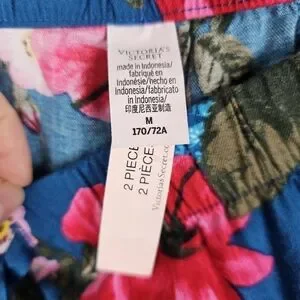 VICTORIA'S
SECRET
made in Indonesia/
fabriqué en
Indonésie/hecho en
Indonesia/fabbricato
in Indonesia/
印度尼西亚制造
M
170/72A
2 PIECE
2 PIÈCES
Victoria's Secret